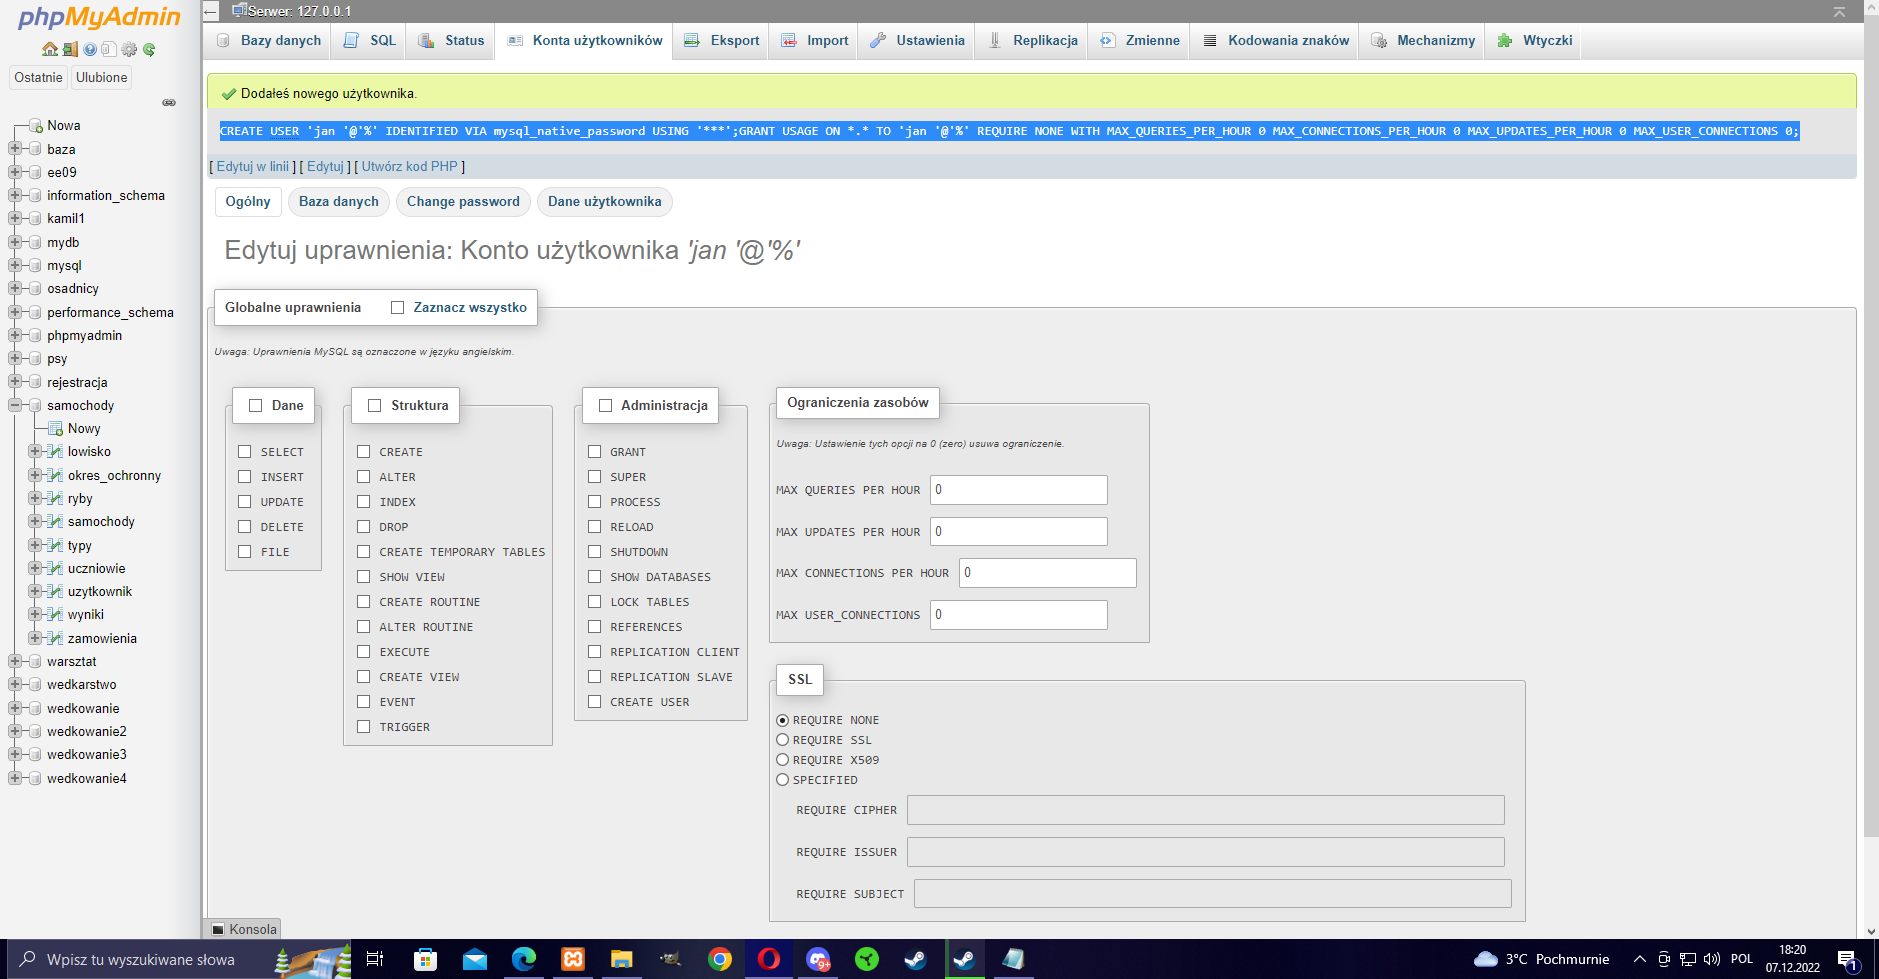 phpMyAdmin
Ostatnie
Ulubione
Nowa
baza
ee09
information_schema
kamil1
mydb
mysql
osadnicy
performance_schema
phpmyadmin
psy
rejestracja
samochody
Nowy
lowisko
okres_ochronny
ryby
samochody
typy
uczniowie
uzytkownik
wyniki
zamowienia
warsztat
wedkarstwo
wedkowanie
wedkowanie2
wedkowanie3
wedkowanie4
Serwer: 127.0.0.1
Bazy danych
SQL
Status
Konta użytkowników
Eksport
Import
Ustawienia
Replikacja
Zmienne
Kodowania znaków
Mechanizmy
Wtyczki
Dodałeś nowego użytkownika.
CREATE USER 'jan '@'%' IDENTIFIED VIA mysql_native_password USING '***';GRANT USAGE ON *.* TO 'jan '@'%' REQUIRE NONE WITH MAX_QUERIES_PER_HOUR 0 MAX_CONNECTIONS_PER_HOUR 0 MAX_UPDATES_PER_HOUR 0 MAX_USER_CONNECTIONS 0;
[ Edytuj w linii ] [ Edytuj ] [ Utwórz kod PHP ]
Ogólny
Baza danych
Change password
Dane użytkownika
Edytuj uprawnienia: Konto użytkownika 'jan '@'%'
Globalne uprawnienia
Zaznacz wszystko
Uwaga: Uprawnienia MySQL są oznaczone w języku angielskim.
Dane
SELECT
INSERT
UPDATE
DELETE
FILE
Struktura
CREATE
ALTER
INDEX
DROP
CREATE TEMPORARY TABLES
SHOW VIEW
CREATE ROUTINE
ALTER ROUTINE
EXECUTE
CREATE VIEW
EVENT
TRIGGER
Administracja
GRANT
SUPER
PROCESS
RELOAD
SHUTDOWN
SHOW DATABASES
LOCK TABLES
REFERENCES
REPLICATION CLIENT
REPLICATION SLAVE
CREATE USER
Ograniczenia zasobów
Uwaga: Ustawienie tych opcji na 0 (zero) usuwa ograniczenie.
MAX QUERIES PER HOUR 0
MAX UPDATES PER HOUR 0
MAX CONNECTIONS PER HOUR 0
MAX USER_CONNECTIONS 0
SSL
REQUIRE NONE
REQUIRE SSL
REQUIRE X509
SPECIFIED
REQUIRE CIPHER
REQUIRE ISSUER
REQUIRE SUBJECT
Konsola
Wpisz tu wyszukiwane słowa
9+
3°C Pochmurnie
POL
18:20
07.12.2022
1